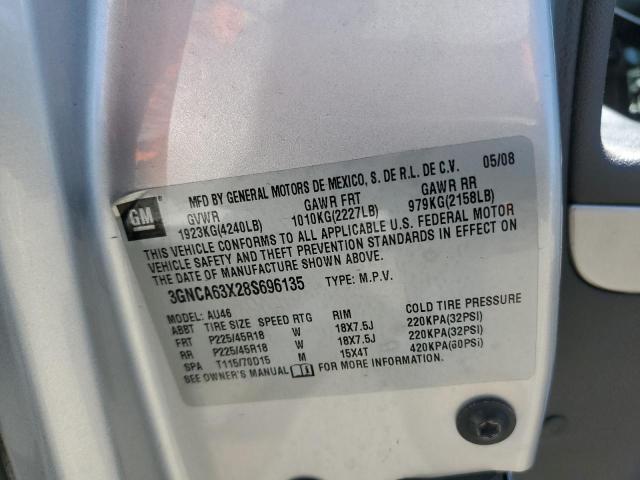 GM
MFD BY GENERAL MOTORS DE MEXICO, S. DE R.L. DE C.V. 05/08
GVWR GAWR FRT GAWR RR
1923KG(4240LB) 1010KG(2227LB) 979KG(2158LB)
THIS VEHICLE CONFORMS TO ALL APPLICABLE U.S. FEDERAL MOTOR
VEHICLE SAFETY AND THEFT PREVENTION STANDARDS IN EFFECT ON
THE DATE OF MANUFACTURE SHOWN ABOVE.
3GNCA63X28S696135 TYPE: M.P.V.
MODEL: AU46
ABBT TIRE SIZE SPEED RTG RIM COLD TIRE PRESSURE
FRT P225/45R18 W 18X7.5J 220KPA(32PSI)
RR P225/45R18 W 18X7.5J 220KPA(32PSI)
SPA T115/70D15 M 15X4T 420KPA(60PSI)
SEE OWNER'S MANUAL FOR MORE INFORMATION.